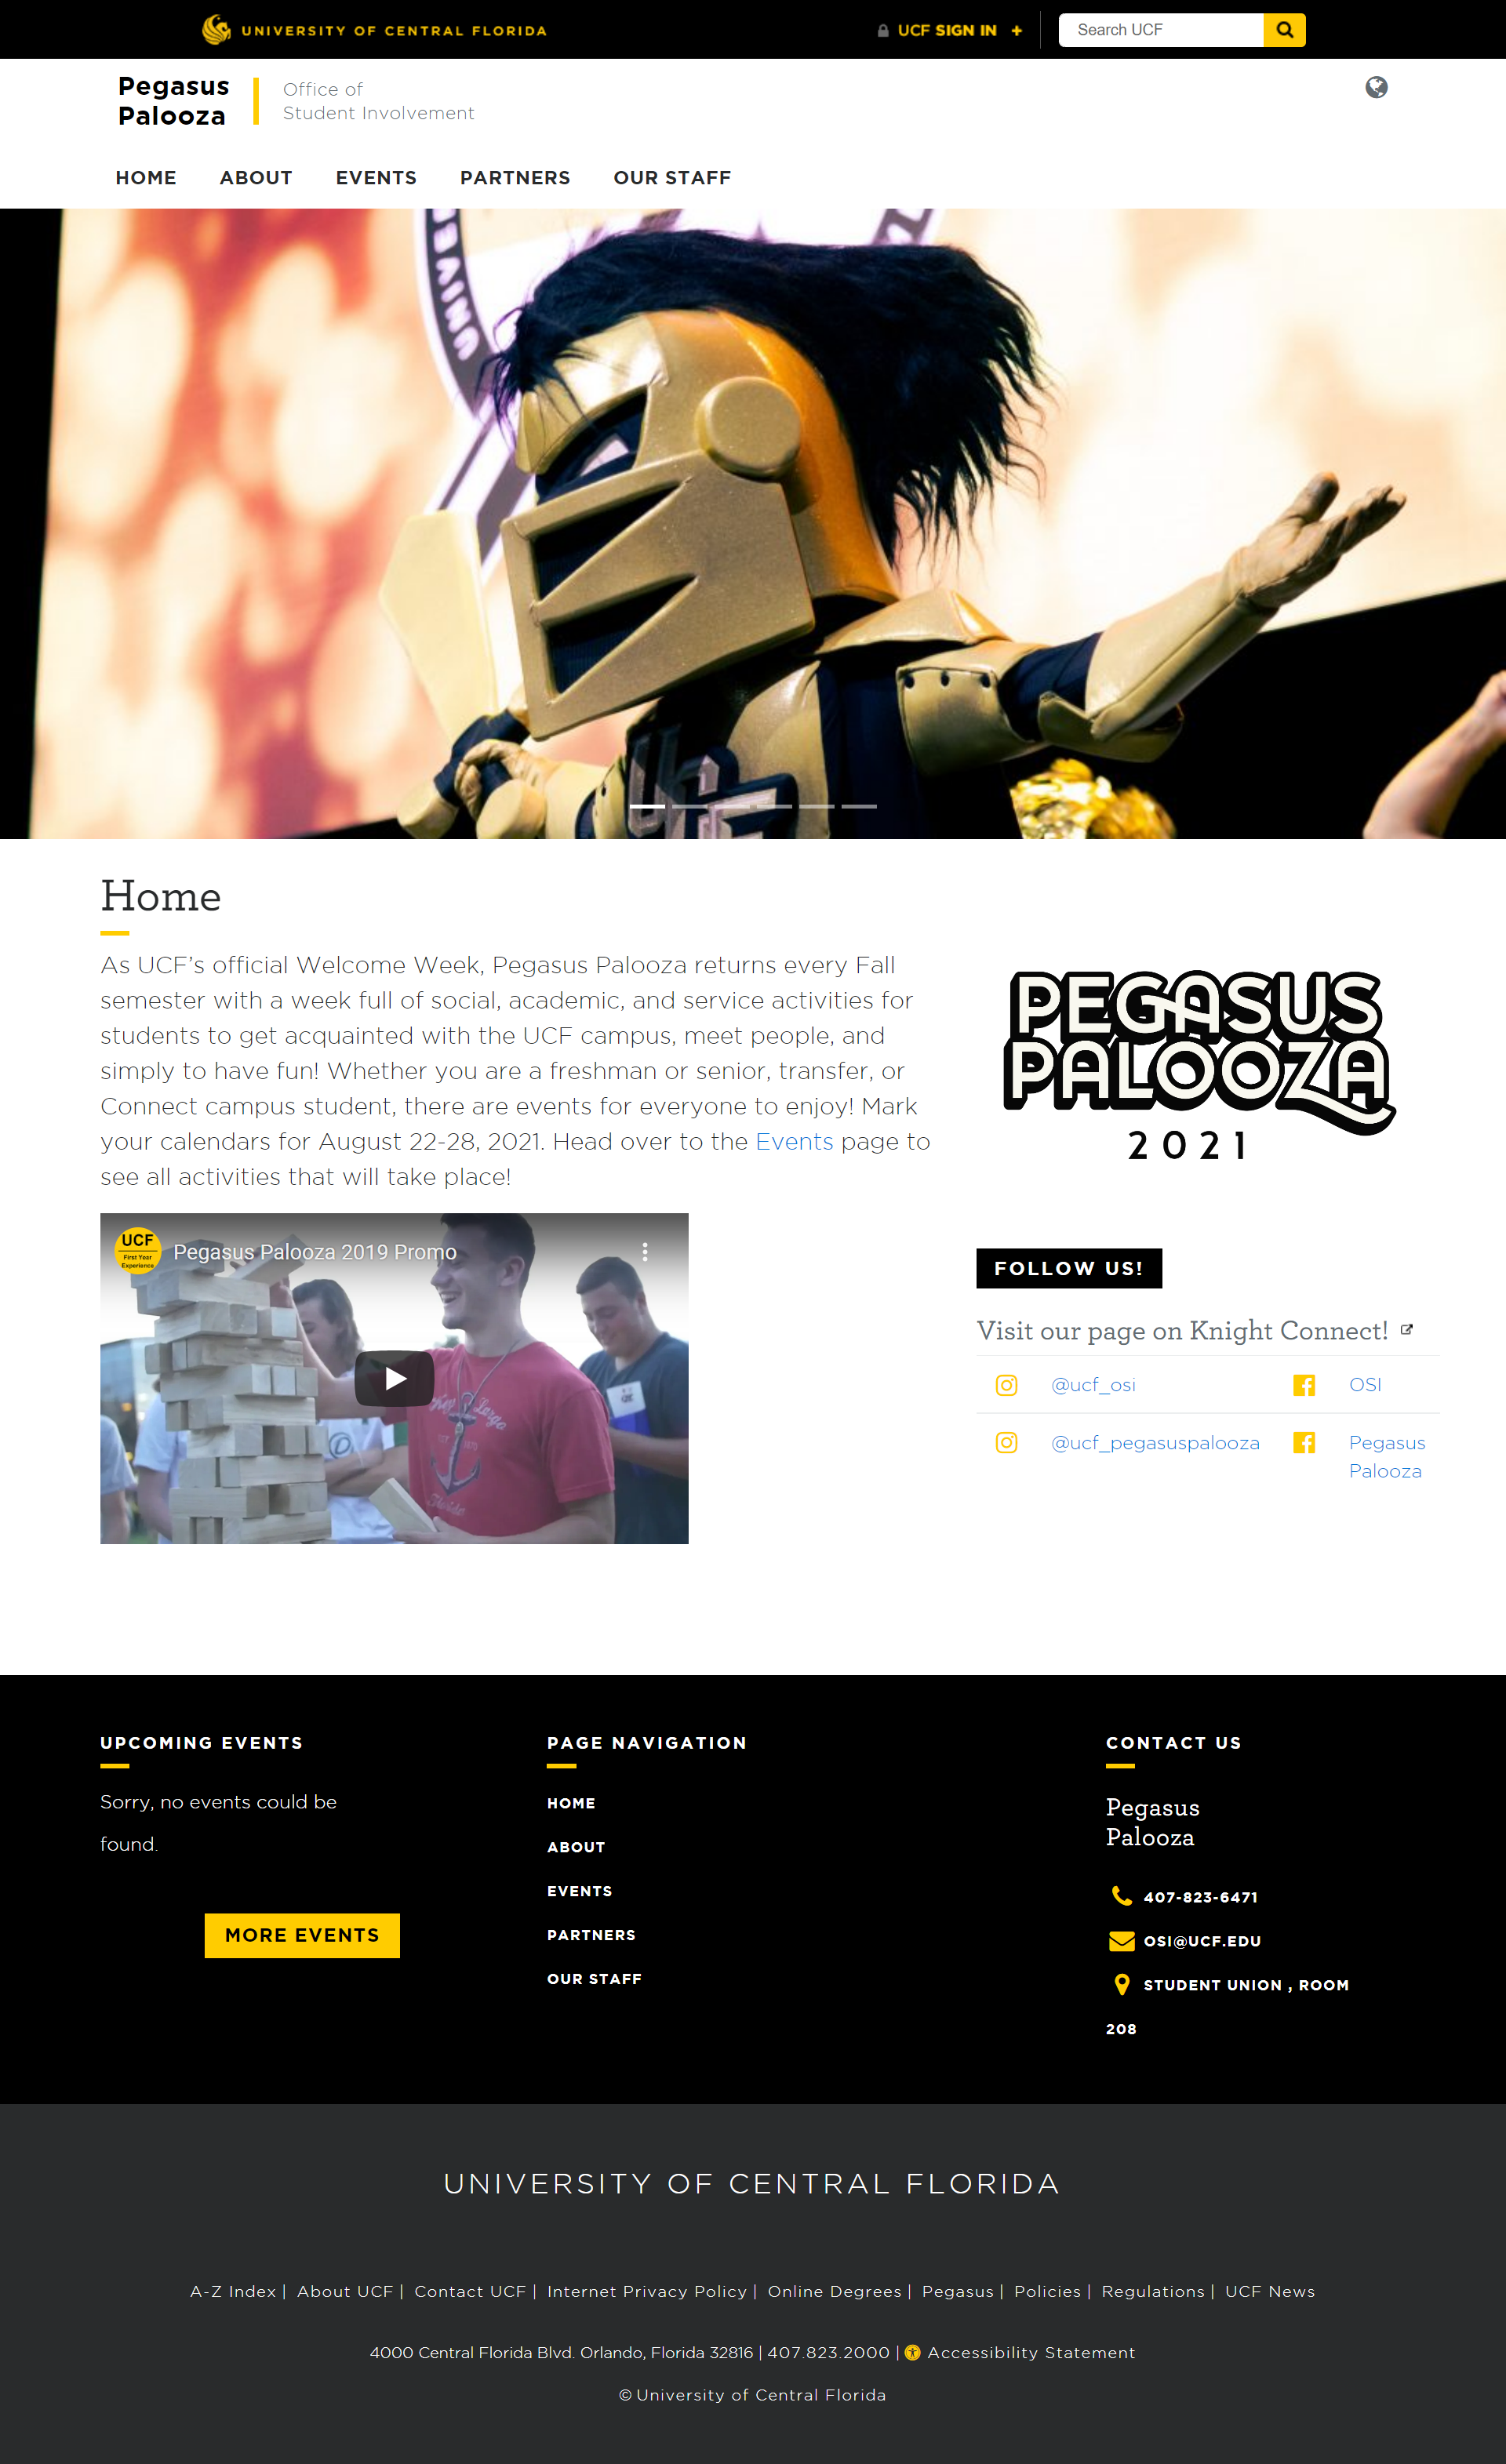 UNIVERSITY OF CENTRAL FLORIDA
UCF SIGN IN +
Search UCF
Pegasus
Palooza
Office of
Student Involvement
HOME ABOUT EVENTS PARTNERS OUR STAFF
Home
As UCF’s official Welcome Week, Pegasus Palooza returns every Fall
semester with a week full of social, academic, and service activities for
students to get acquainted with the UCF campus, meet people, and
simply to have fun! Whether you are a freshman or senior, transfer, or
Connect campus student, there are events for everyone to enjoy! Mark
your calendars for August 22-28, 2021. Head over to the Events page to
see all activities that will take place!
UCF
First Year
Experience
Pegasus Palooza 2019 Promo
Key Largo
Florida
PEGASUS
PALOOZA
2021
FOLLOW US!
Visit our page on Knight Connect!
@ucf_osi OSI
@ucf_pegasuspalooza Pegasus
Palooza
UPCOMING EVENTS
Sorry, no events could be
found.
MORE EVENTS
PAGE NAVIGATION
HOME
ABOUT
EVENTS
PARTNERS
OUR STAFF
CONTACT US
Pegasus
Palooza
407-823-6471
OSI@UCF.EDU
STUDENT UNION , ROOM
208
UNIVERSITY OF CENTRAL FLORIDA
A-Z Index | About UCF | Contact UCF | Internet Privacy Policy | Online Degrees | Pegasus | Policies | Regulations | UCF News
4000 Central Florida Blvd. Orlando, Florida 32816 | 407.823.2000 | Accessibility Statement
© University of Central Florida